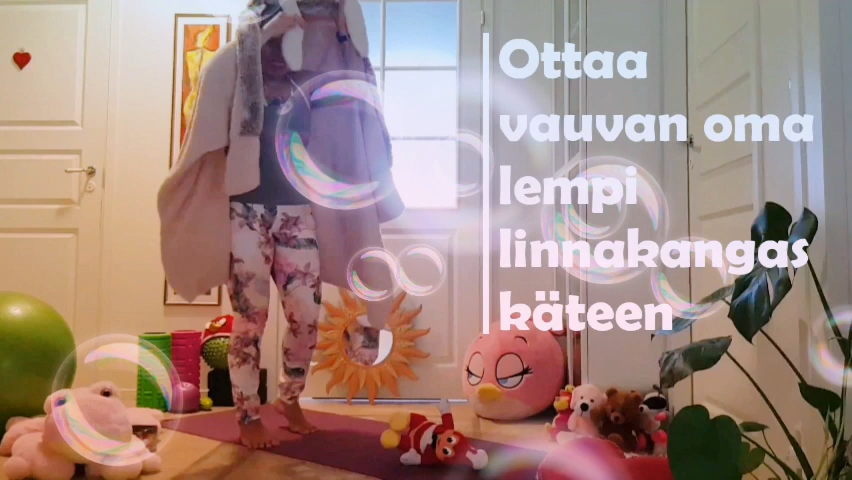 Ottaa
vauvan oma
lempi
linnakangas
käteen